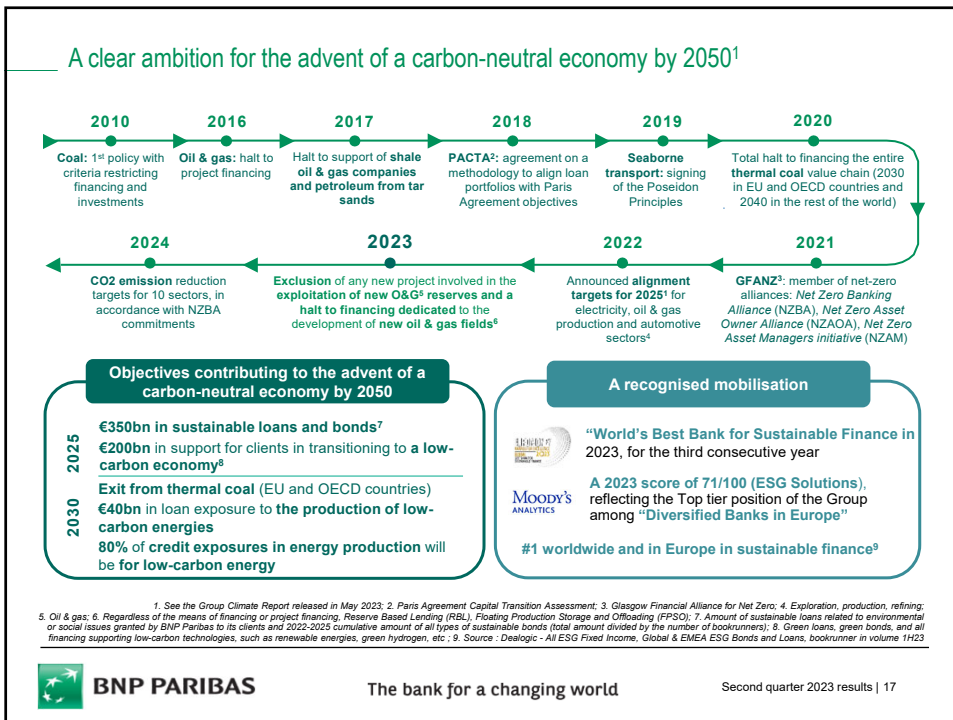 A clear ambition for the advent of a carbon-neutral economy by 2050¹
2010
Coal: 1st policy with
criteria restricting
financing and
investments
2016
Oil & gas: halt to
project financing
2017
Halt to support of shale
oil & gas companies
and petroleum from tar
sands
2018
PACTA²: agreement on a
methodology to align loan
portfolios with Paris
Agreement objectives
2019
Seaborne
transport: signing
of the Poseidon
Principles
2020
Total halt to financing the entire
thermal coal value chain (2030
in EU and OECD countries and
2040 in the rest of the world)
2024
CO2 emission reduction
targets for 10 sectors, in
accordance with NZBA
commitments
2023
Exclusion of any new project involved in the
exploitation of new O&G⁵ reserves and a
halt to financing dedicated to the
development of new oil & gas fields⁶
2022
Announced alignment
targets for 2025¹ for
electricity, oil & gas
production and automotive
sectors⁴
2021
GFANZ³: member of net-zero
alliances: Net Zero Banking
Alliance (NZBA), Net Zero Asset
Owner Alliance (NZAOA), Net Zero
Asset Managers initiative (NZAM)
Objectives contributing to the advent of a
carbon-neutral economy by 2050
2025
€350bn in sustainable loans and bonds⁷
€200bn in support for clients in transitioning to a low-
carbon economy⁸
2030
Exit from thermal coal (EU and OECD countries)
€40bn in loan exposure to the production of low-
carbon energies
80% of credit exposures in energy production will
be for low-carbon energy
A recognised mobilisation
"World's Best Bank for Sustainable Finance in
2023, for the third consecutive year
MOODY'S
ANALYTICS
A 2023 score of 71/100 (ESG Solutions),
reflecting the Top tier position of the Group
among "Diversified Banks in Europe"
#1 worldwide and in Europe in sustainable finance⁹
1. See the Group Climate Report released in May 2023; 2. Paris Agreement Capital Transition Assessment; 3. Glasgow Financial Alliance for Net Zero; 4. Exploration, production, refining;
5. Oil & gas; 6. Regardless of the means of financing or project financing, Reserve Based Lending (RBL), Floating Production Storage and Offloading (FPSO); 7. Amount of sustainable loans related to environmental
or social issues granted by BNP Paribas to its clients and 2022-2025 cumulative amount of all types of sustainable bonds (total amount divided by the number of bookrunners); 8. Green loans, green bonds, and all
financing supporting low-carbon technologies, such as renewable energies, green hydrogen, etc ; 9. Source : Dealogic - All ESG Fixed Income, Global & EMEA ESG Bonds and Loans, bookrunner in volume 1H23
BNP PARIBAS
The bank for a changing world
Second quarter 2023 results | 17